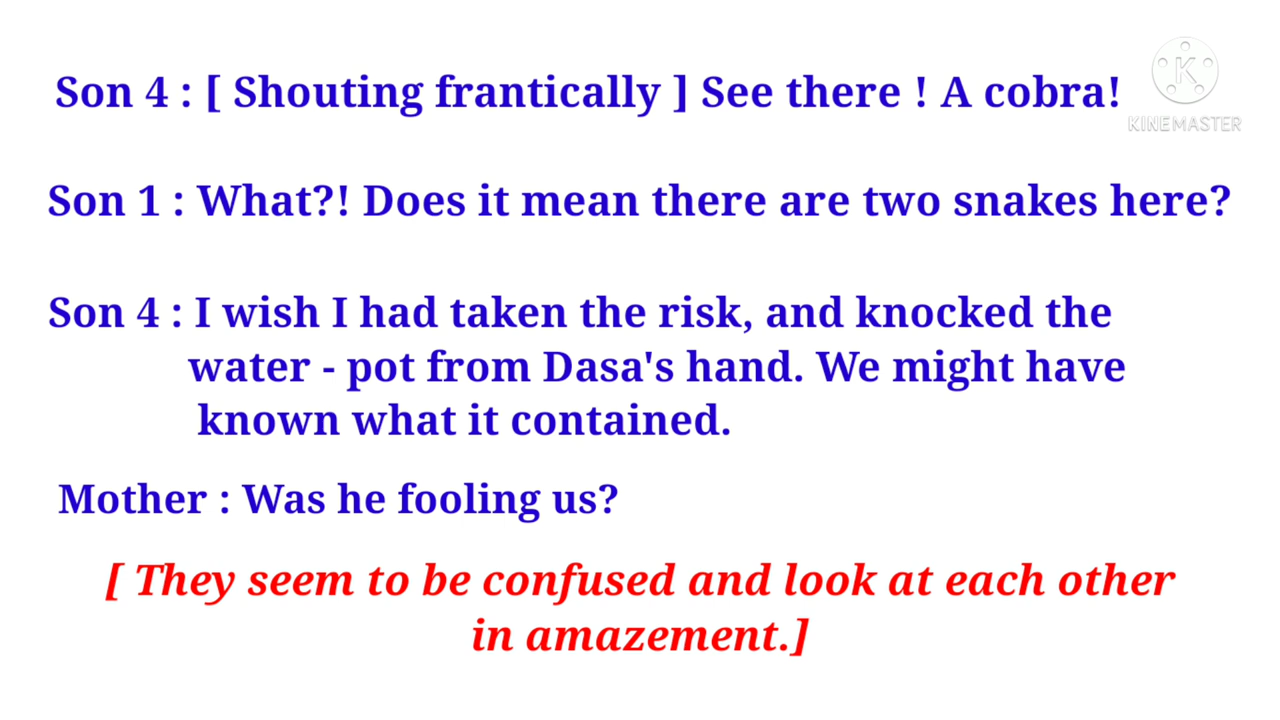 Son 4 : [ Shouting frantically ] See there ! A cobra!
KINEMASTER
Son 1 : What?! Does it mean there are two snakes here?
Son 4 : I wish I had taken the risk, and knocked the
water - pot from Dasa's hand. We might have
known what it contained.
Mother : Was he fooling us?
[ They seem to be confused and look at each other
in amazement.]